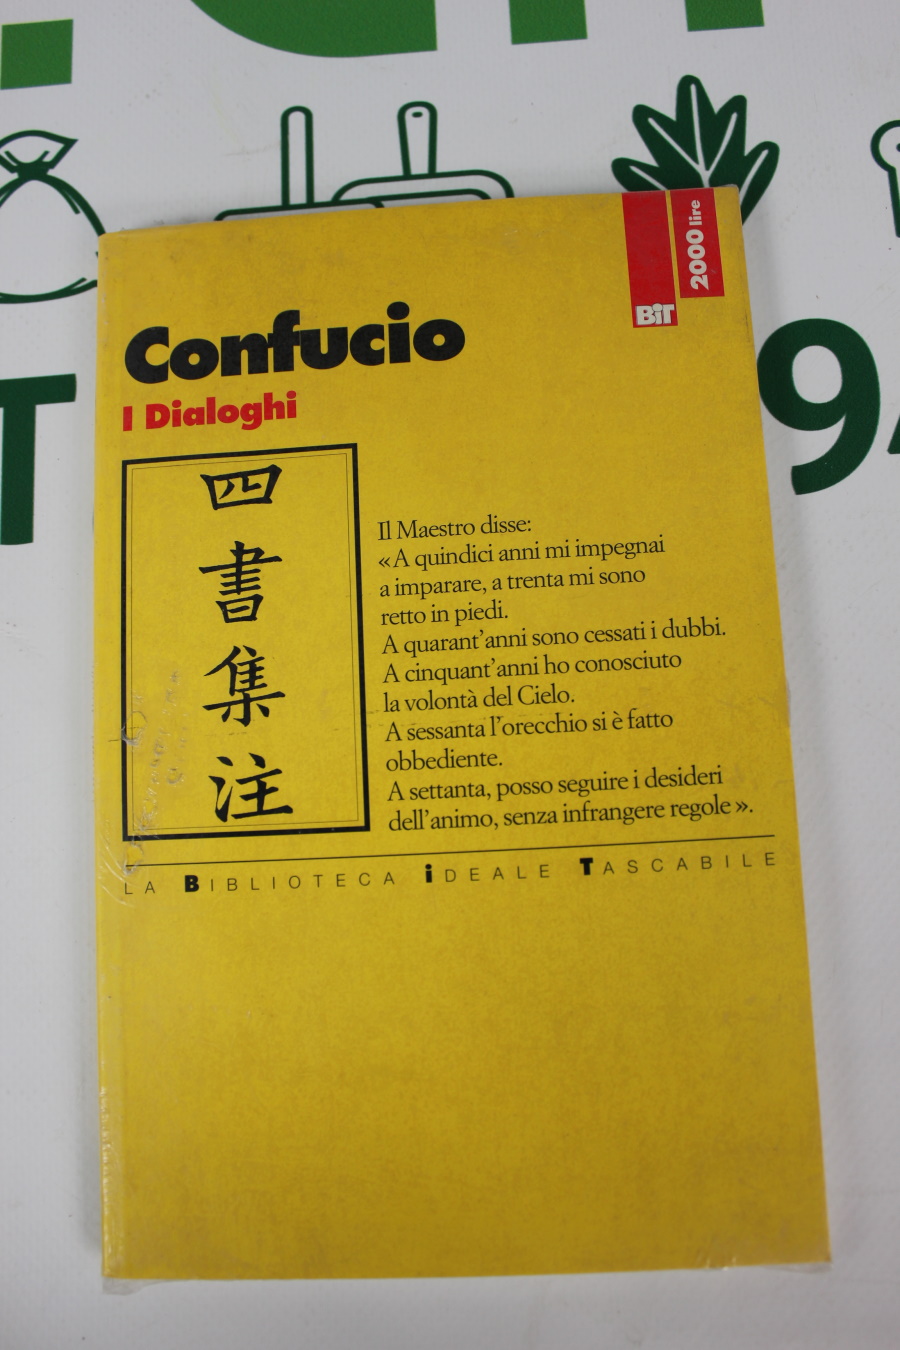 BiT
2000 lire
Confucio
I Dialoghi
四
書
集
注
Il Maestro disse:
«A quindici anni mi impegnai
a imparare, a trenta mi sono
retto in piedi.
A quarant'anni sono cessati i dubbi.
A cinquant'anni ho conosciuto
la volontà del Cielo.
A sessanta l'orecchio si è fatto
obbediente.
A settanta, posso seguire i desideri
dell'animo, senza infrangere regole».
LA BIBLIOTECA iDEALE TASCABILE
T